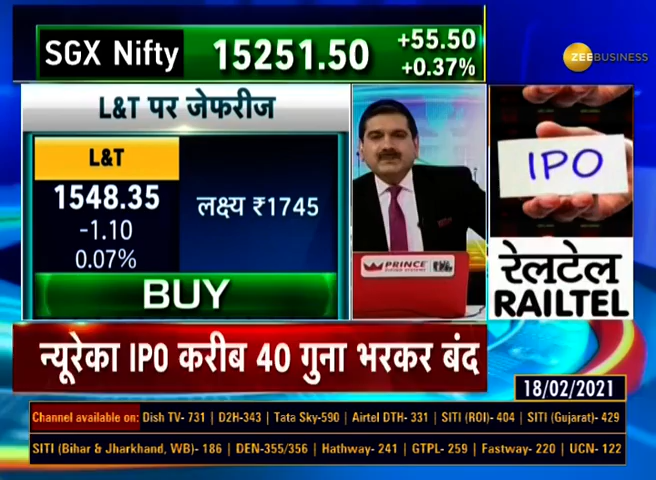 SGX Nifty 15251.50 +55.50
+0.37%
ZEE BUSINESS
L&T पर जेफरीज
L&T
1548.35
-1.10
0.07%
लक्ष्य ₹1745
BUY
PRINCE
PIPING SYSTEMS
IPO
रेलटेल
RAILTEL
न्यूरेका IPO करीब 40 गुना भरकर बंद
18/02/2021
Channel available on: Dish TV- 731 | D2H-343 | Tata Sky-590 | Airtel DTH- 331 | SITI (ROI)- 404 | SITI (Gujarat)- 429
SITI (Bihar & Jharkhand, WB)- 186 | DEN-355/356 | Hathway- 241 | GTPL- 259 | Fastway- 220 | UCN- 122